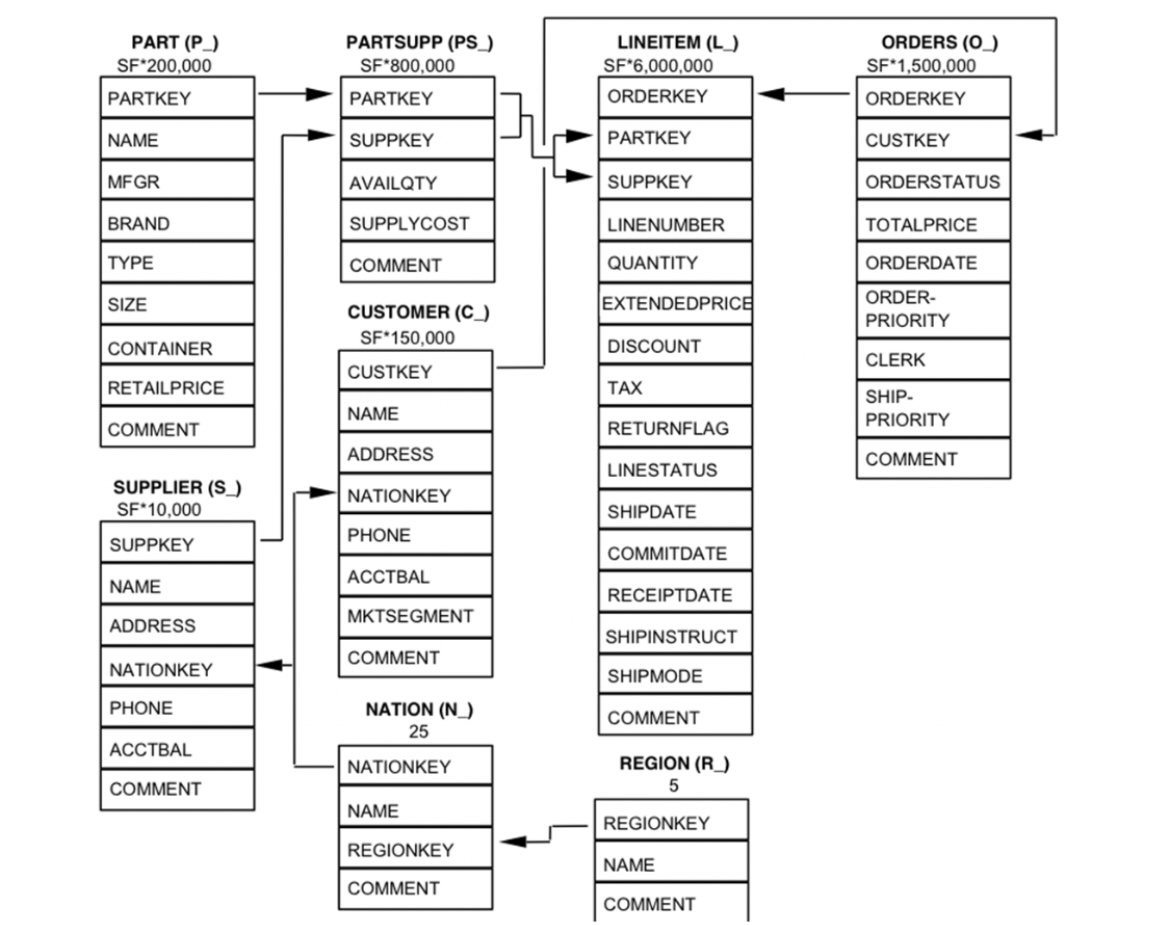 PART (P_)
SF*200,000
PARTKEY
NAME
MFGR
BRAND
TYPE
SIZE
CONTAINER
RETAILPRICE
COMMENT
SUPPLIER (S_)
SF*10,000
SUPPKEY
NAME
ADDRESS
NATIONKEY
PHONE
ACCTBAL
COMMENT
PARTSUPP (PS_)
SF*800,000
PARTKEY
SUPPKEY
AVAILQTY
SUPPLYCOST
COMMENT
CUSTOMER (C_)
SF*150,000
CUSTKEY
NAME
ADDRESS
NATIONKEY
PHONE
ACCTBAL
MKTSEGMENT
COMMENT
NATION (N_)
25
NATIONKEY
NAME
REGIONKEY
COMMENT
LINEITEM (L_)
SF*6,000,000
ORDERKEY
PARTKEY
SUPPKEY
LINENUMBER
QUANTITY
EXTENDEDPRICE
DISCOUNT
TAX
RETURNFLAG
LINESTATUS
SHIPDATE
COMMITDATE
RECEIPTDATE
SHIPINSTRUCT
SHIPMODE
COMMENT
REGION (R_)
5
REGIONKEY
NAME
COMMENT
ORDERS (O_)
SF*1,500,000
ORDERKEY
CUSTKEY
ORDERSTATUS
TOTALPRICE
ORDERDATE
ORDER-
PRIORITY
CLERK
SHIP-
PRIORITY
COMMENT